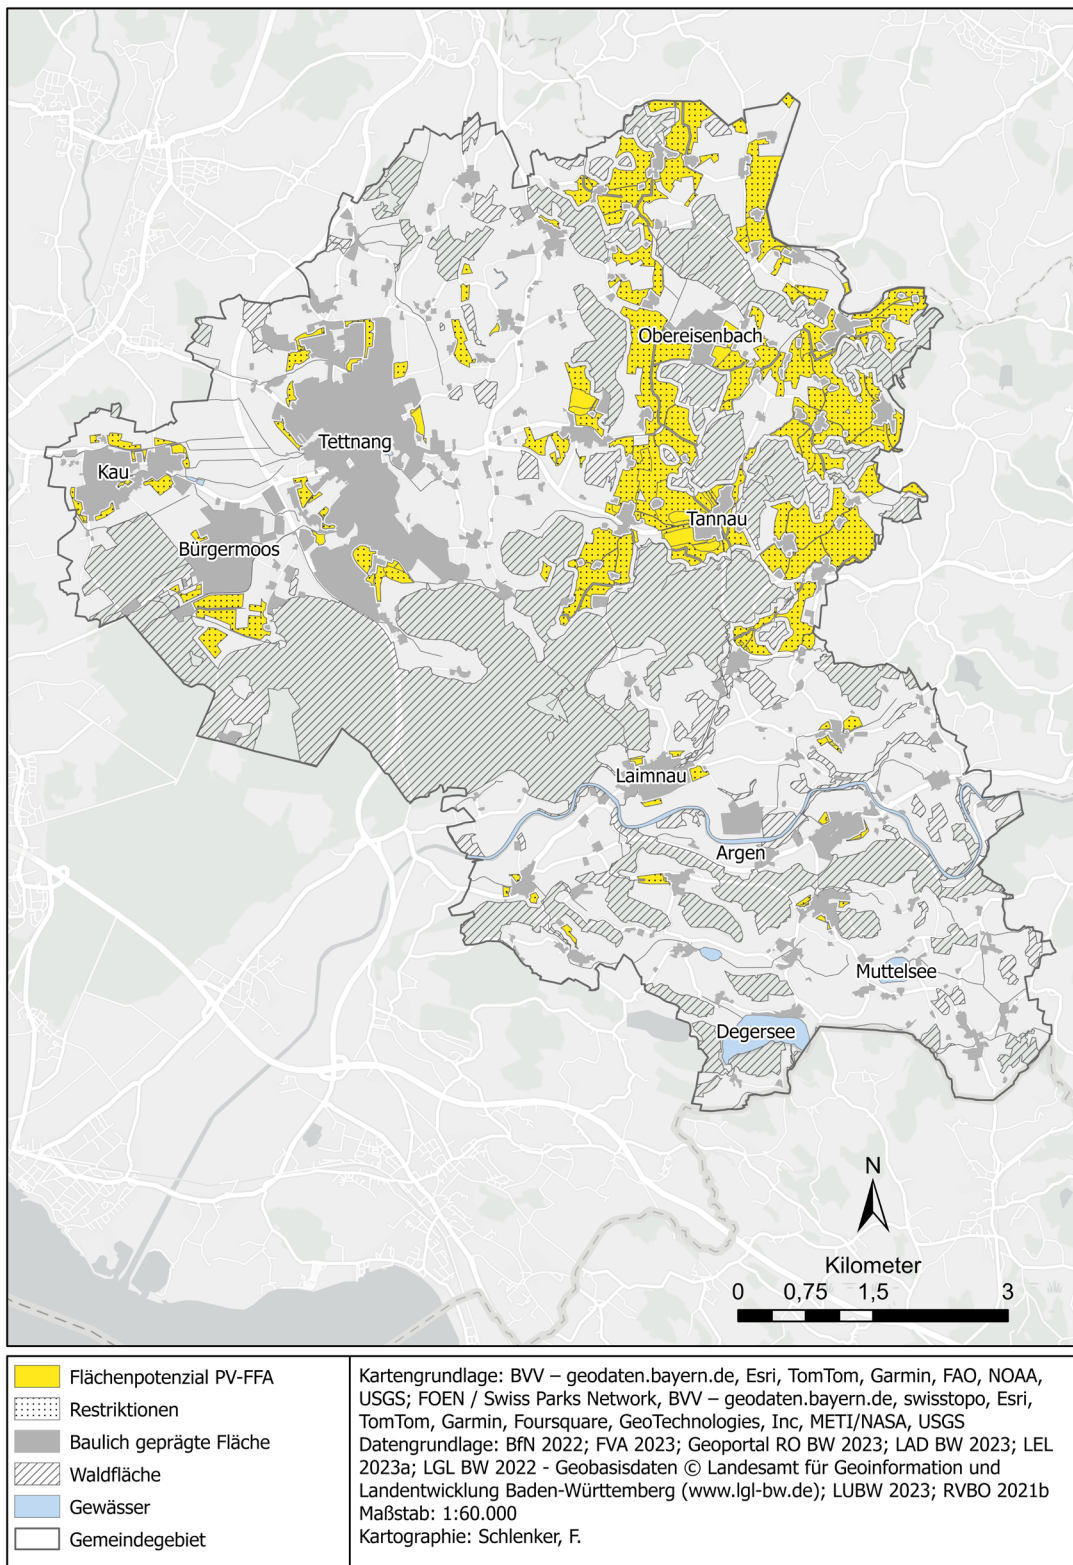 Obereisenbach
Tettnang
Kau
Tannau
Bürgermoos
Laimnau
Argen
Muttelsee
Degersee
N
Kilometer
0 0,75 1,5 3
Flächenpotenzial PV-FFA
Restriktionen
Baulich geprägte Fläche
Waldfläche
Gewässer
Gemeindegebiet
Kartengrundlage: BVV – geodaten.bayern.de, Esri, TomTom, Garmin, FAO, NOAA,
USGS; FOEN / Swiss Parks Network, BVV – geodaten.bayern.de, swisstopo, Esri,
TomTom, Garmin, Foursquare, GeoTechnologies, Inc, METI/NASA, USGS
Datengrundlage: BfN 2022; FVA 2023; Geoportal RO BW 2023; LAD BW 2023; LEL
2023a; LGL BW 2022 - Geobasisdaten © Landesamt für Geoinformation und
Landentwicklung Baden-Württemberg (www.lgl-bw.de); LUBW 2023; RVBO 2021b
Maßstab: 1:60.000
Kartographie: Schlenker, F.